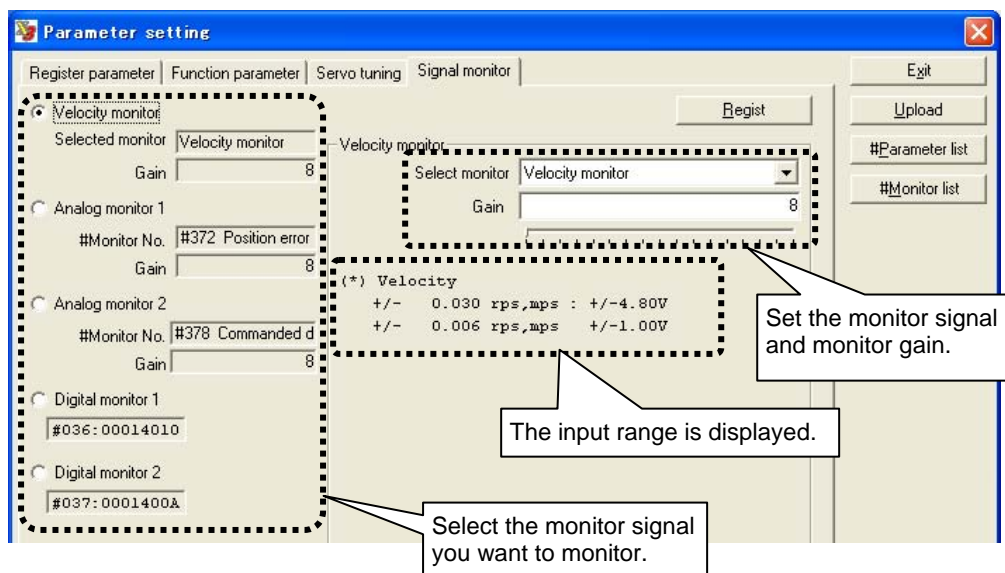 Parameter setting
Register parameter Function parameter Servo tuning Signal monitor
Exit
Upload
#Parameter list
#Monitor list
Velocity monitor
Selected monitor Velocity monitor
Gain 8
Analog monitor 1
#Monitor No. #372 Position error
Gain 8
Analog monitor 2
#Monitor No. #378 Commanded d
Gain 8
Digital monitor 1
#036:00014010
Digital monitor 2
#037:0001400A
Regist
Velocity monitor
Select monitor Velocity monitor
Gain 8
(*) Velocity
+/- 0.030 rps,mps : +/-4.80V
+/- 0.006 rps,mps +/-1.00V
Set the monitor signal
and monitor gain.
The input range is displayed.
Select the monitor signal
you want to monitor.